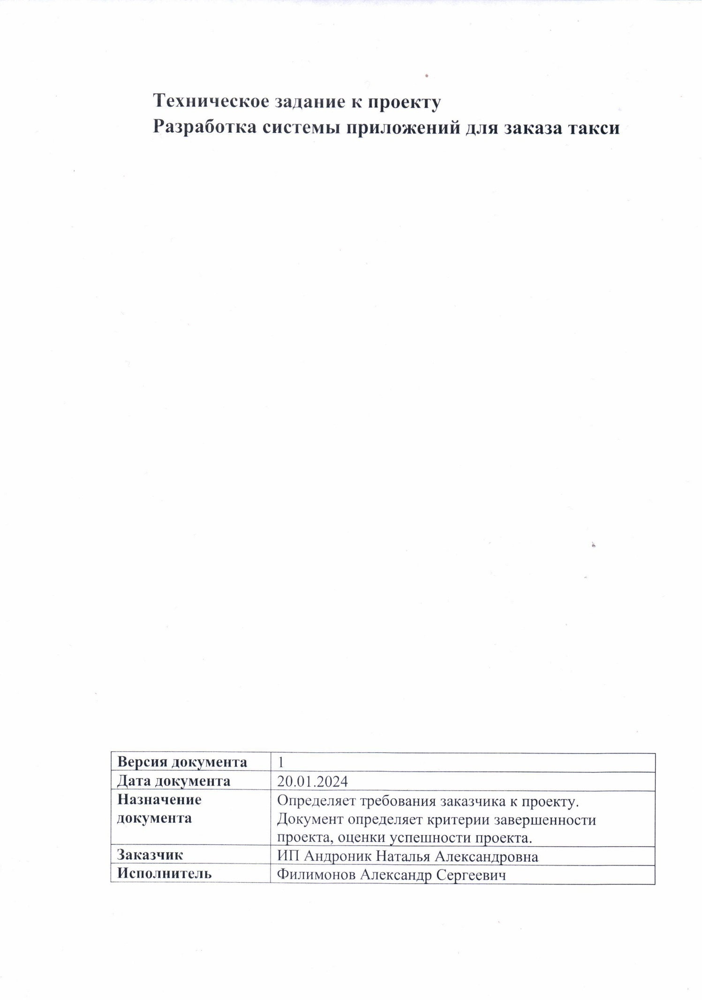 Техническое задание к проекту
Разработка системы приложений для заказа такси
Версия документа 1
Дата документа 20.01.2024
Назначение Определяет требования заказчика к проекту.
документа Документ определяет критерии завершенности
проекта, оценки успешности проекта.
Заказчик ИП Андроник Наталья Александровна
Исполнитель Филимонов Александр Сергеевич